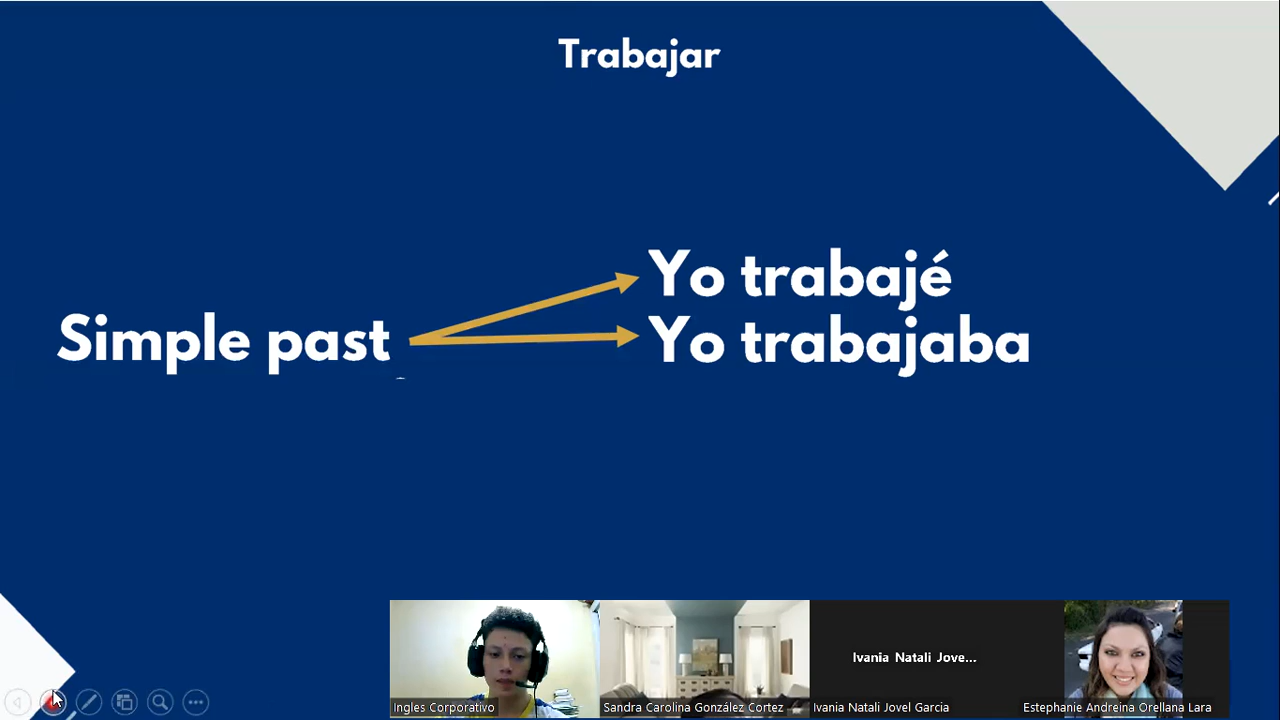 Trabajar
Yo trabajé
Simple past
Yo trabajaba
Ivania Natali Jove...
Ingles Corporativo
Sandra Carolina González Cortez
Ivania Natali Jovel Garcia
Estephanie Andreina Orellana Lara